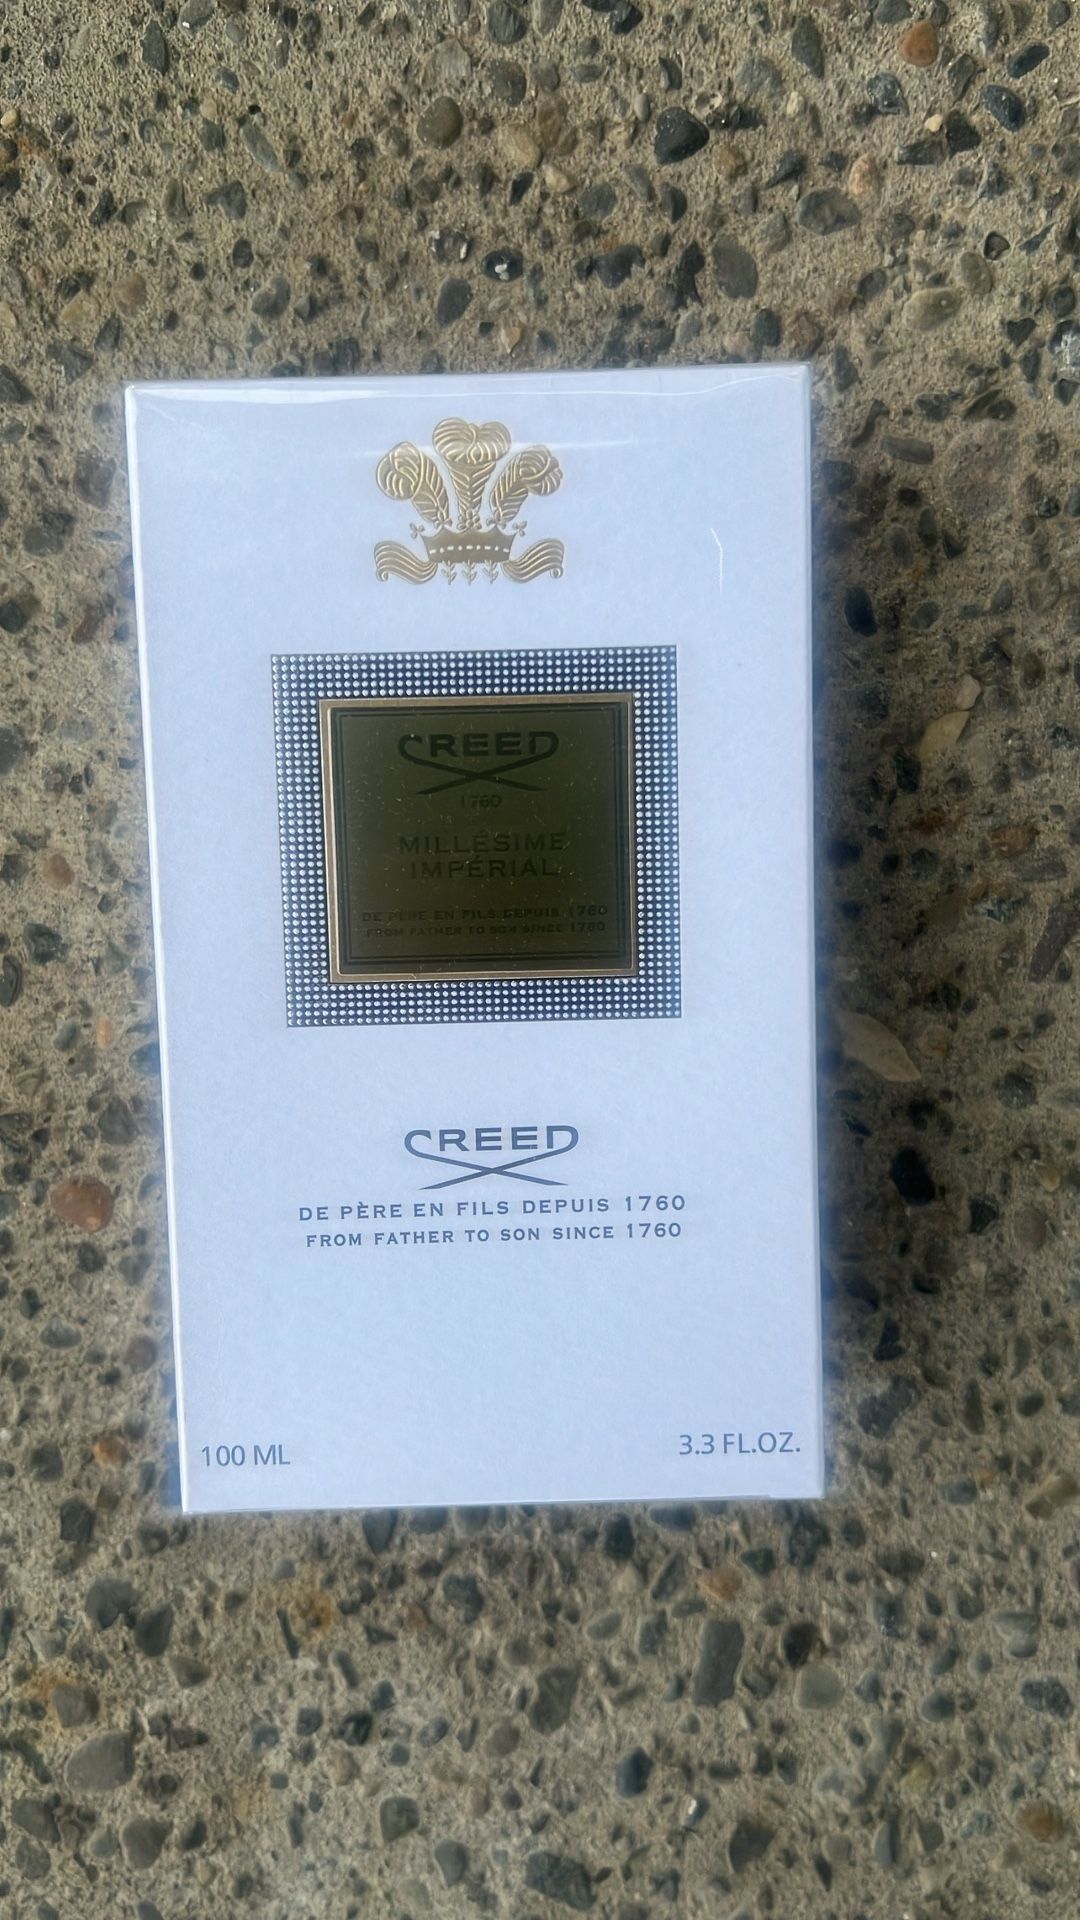 CREED
1760
MILLÉSIME
IMPÉRIAL
DE PÈRE EN FILS DEPUIS 1760
FROM FATHER TO SON SINCE 1760
CREED
DE PÈRE EN FILS DEPUIS 1760
FROM FATHER TO SON SINCE 1760
100 ML
3.3 FL.OZ.